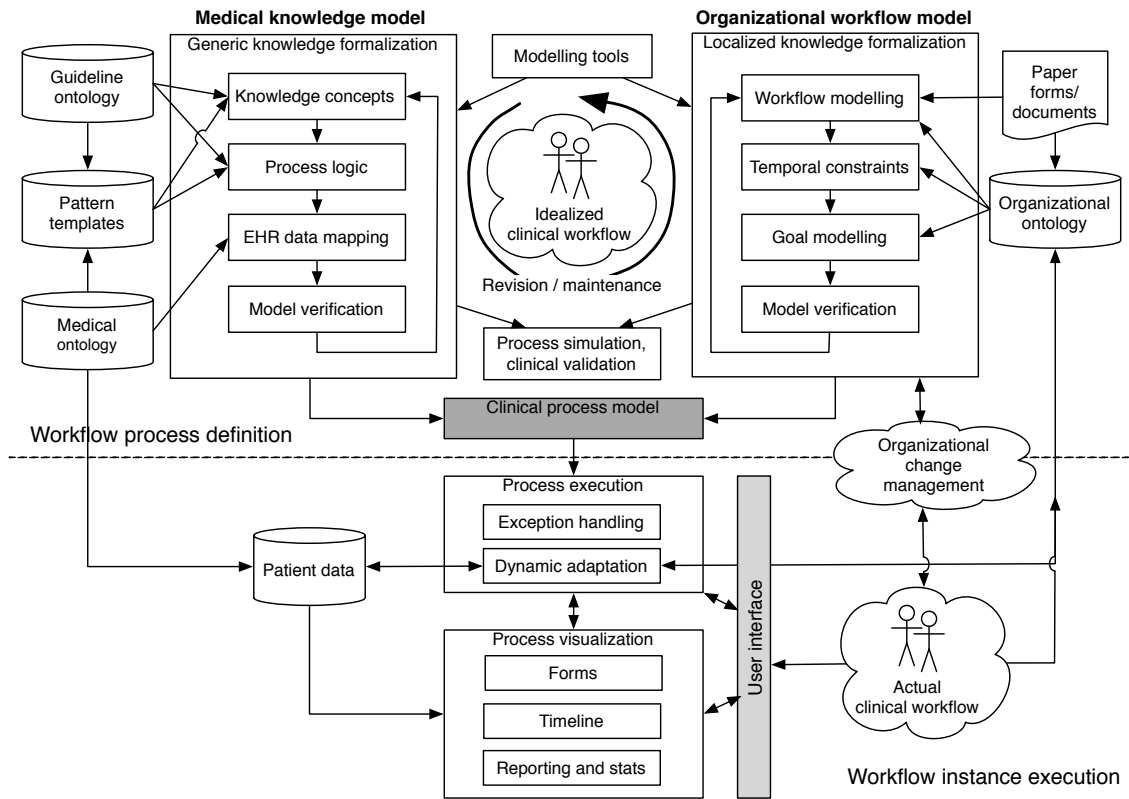 Medical knowledge model
Organizational workflow model
Generic knowledge formalization
Localized knowledge formalization
Guideline
ontology
Pattern
templates
Medical
ontology
Knowledge concepts
Process logic
EHR data mapping
Model verification
Modelling tools
Idealized
clinical workflow
Revision / maintenance
Process simulation,
clinical validation
Workflow modelling
Temporal constraints
Goal modelling
Model verification
Paper
forms/
documents
Organizational
ontology
Clinical process model
Workflow process definition
Organizational
change
management
Process execution
Exception handling
Dynamic adaptation
Patient data
Process visualization
Forms
Timeline
Reporting and stats
User interface
Actual
clinical workflow
Workflow instance execution